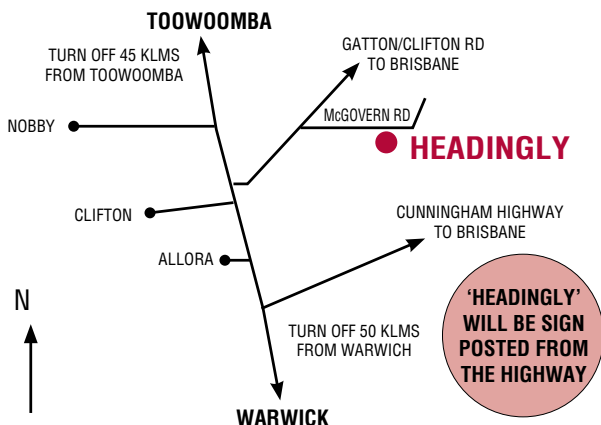 TOOWOOMBA
TURN OFF 45 KLMS
FROM TOOWOOMBA
GATTON/CLIFTON RD
TO BRISBANE
NOBBY
McGOVERN RD
HEADINGLY
CLIFTON
CUNNINGHAM HIGHWAY
TO BRISBANE
ALLORA
N
'HEADINGLY'
WILL BE SIGN
POSTED FROM
THE HIGHWAY
TURN OFF 50 KLMS
FROM WARWICH
WARWICK